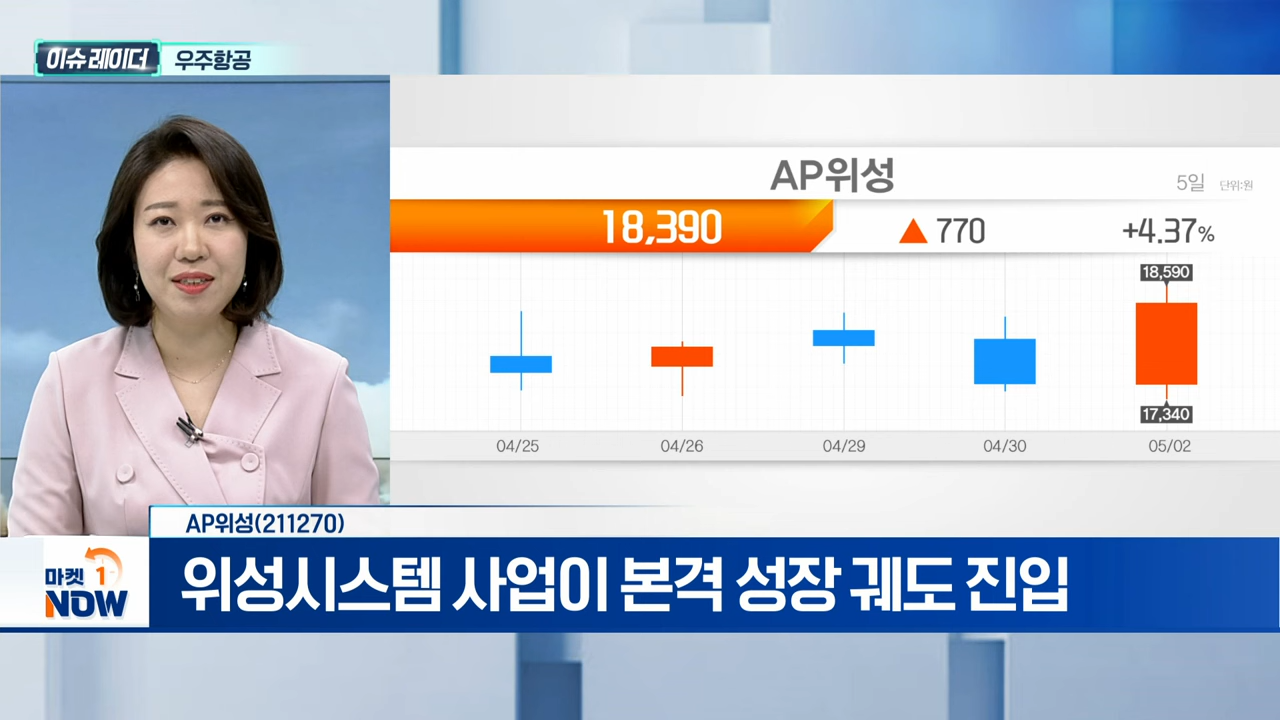 이슈 레이더 우주항공
AP위성
5일 단위:원
18,390 ▲ 770 +4.37%
18,590
17,340
04/25 04/26 04/29 04/30 05/02
AP위성(211270)
마켓 1
NOW
위성시스템 사업이 본격 성장 궤도 진입